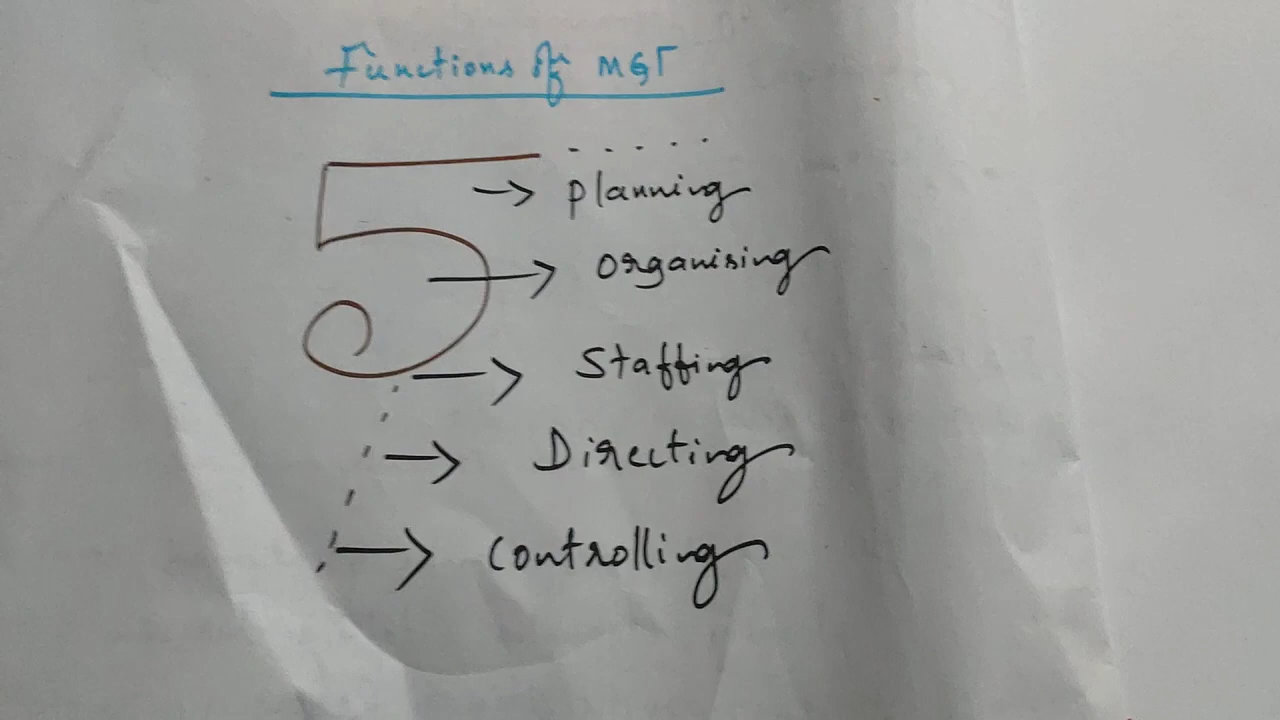 Functions of MGT
5 .....
→ planning
→ organising
→ Staffing
→ Directing
→ controlling